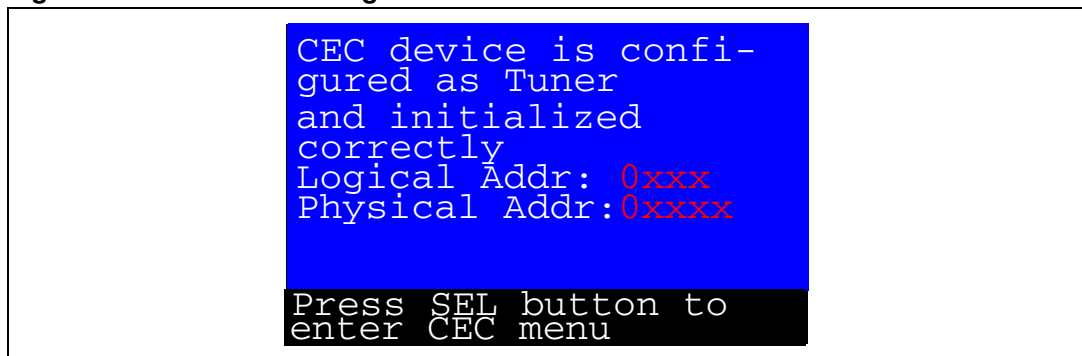 CEC device is confi-
gured as Tuner
and initialized
correctly
Logical Addr: 0xxx
Physical Addr:0xxxx
Press SEL button to
enter CEC menu